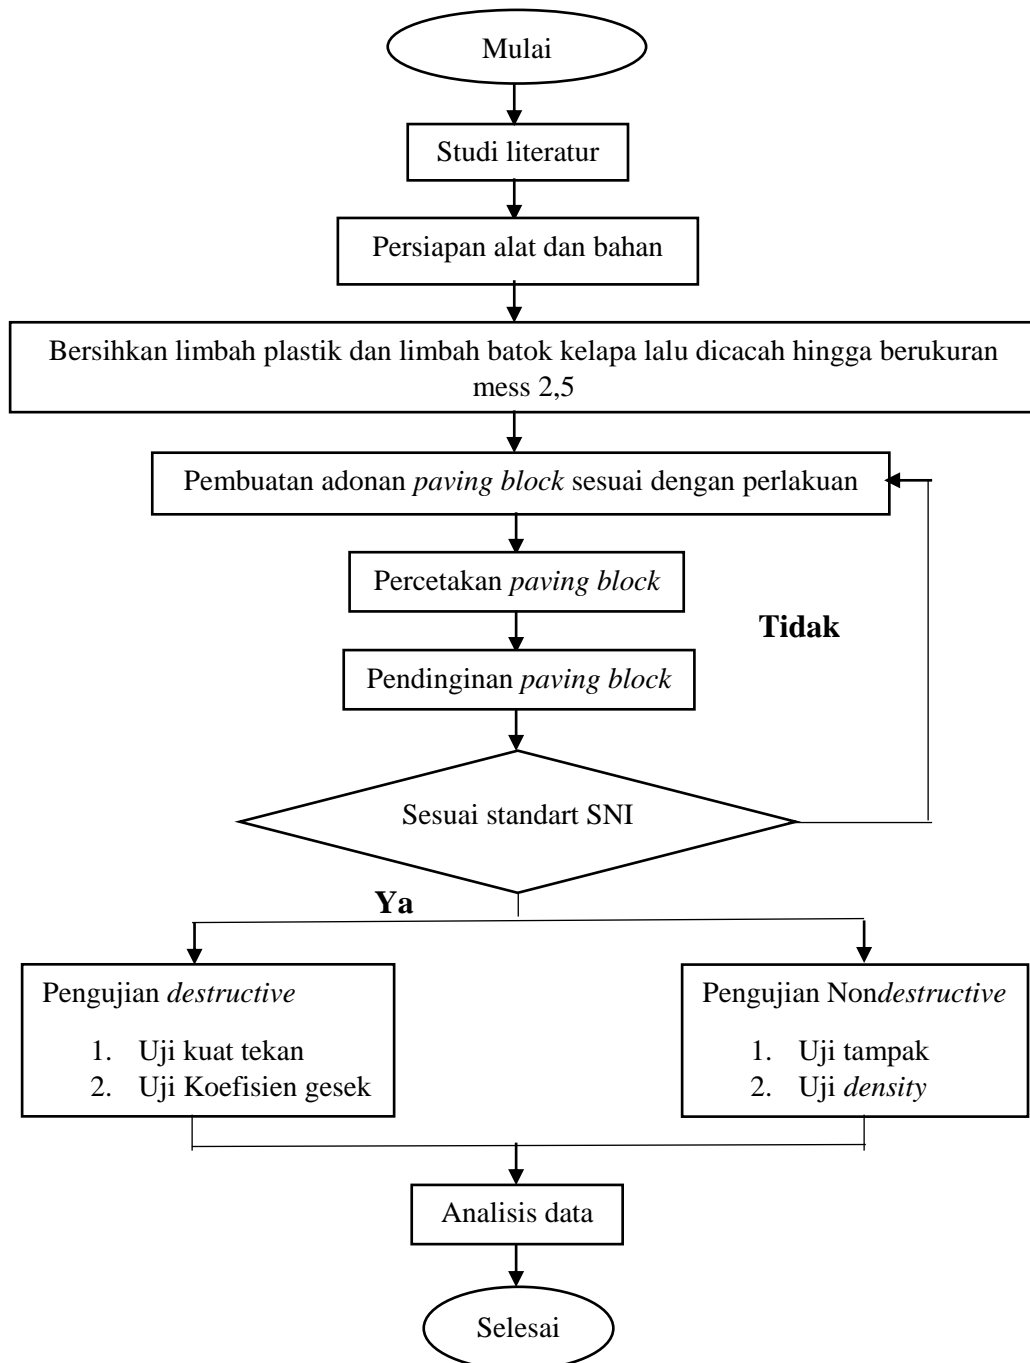 Mulai
Studi literatur
Persiapan alat dan bahan
Bersihkan limbah plastik dan limbah batok kelapa lalu dicacah hingga berukuran
mess 2,5
Pembuatan adonan paving block sesuai dengan perlakuan
Percetakan paving block
Tidak
Pendinginan paving block
Sesuai standart SNI
Ya
Pengujian destructive
1. Uji kuat tekan
2. Uji Koefisien gesek
Pengujian Nondestructive
1. Uji tampak
2. Uji density
Analisis data
Selesai